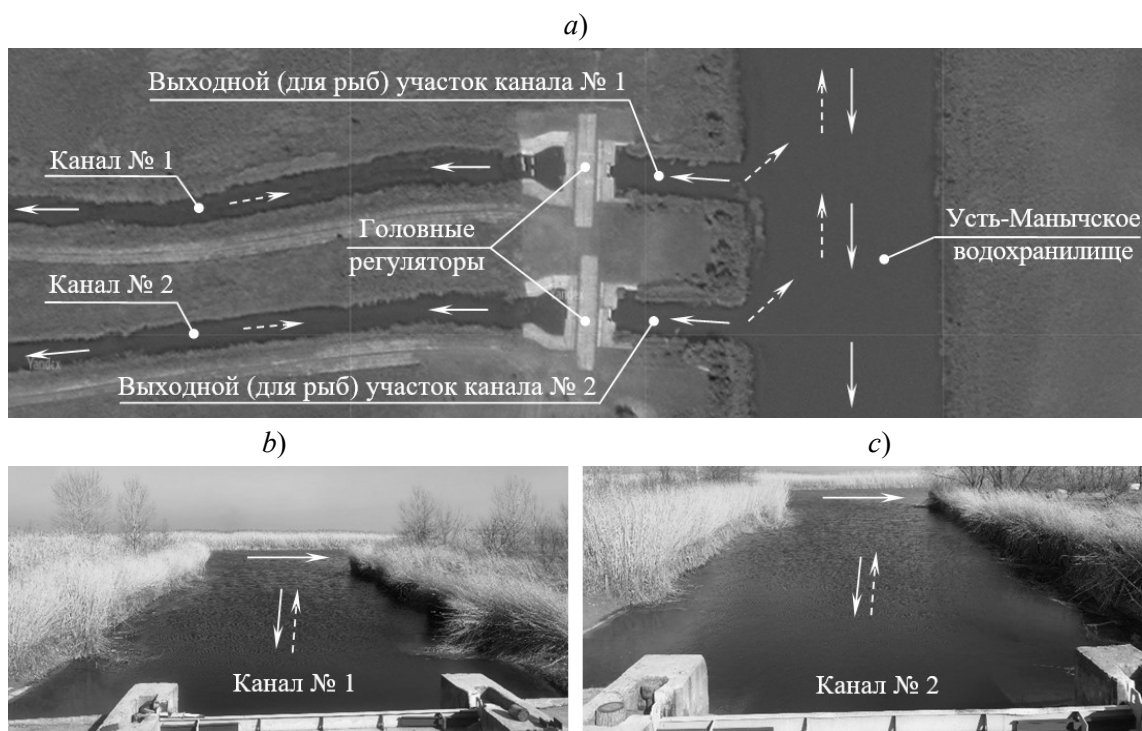 a)
Выходной (для рыб) участок канала № 1
Канал № 1
Головные
регуляторы
Усть-Манычское
водохранилище
Канал № 2
Yandex
Выходной (для рыб) участок канала № 2
b)
c)
Канал № 1
Канал № 2